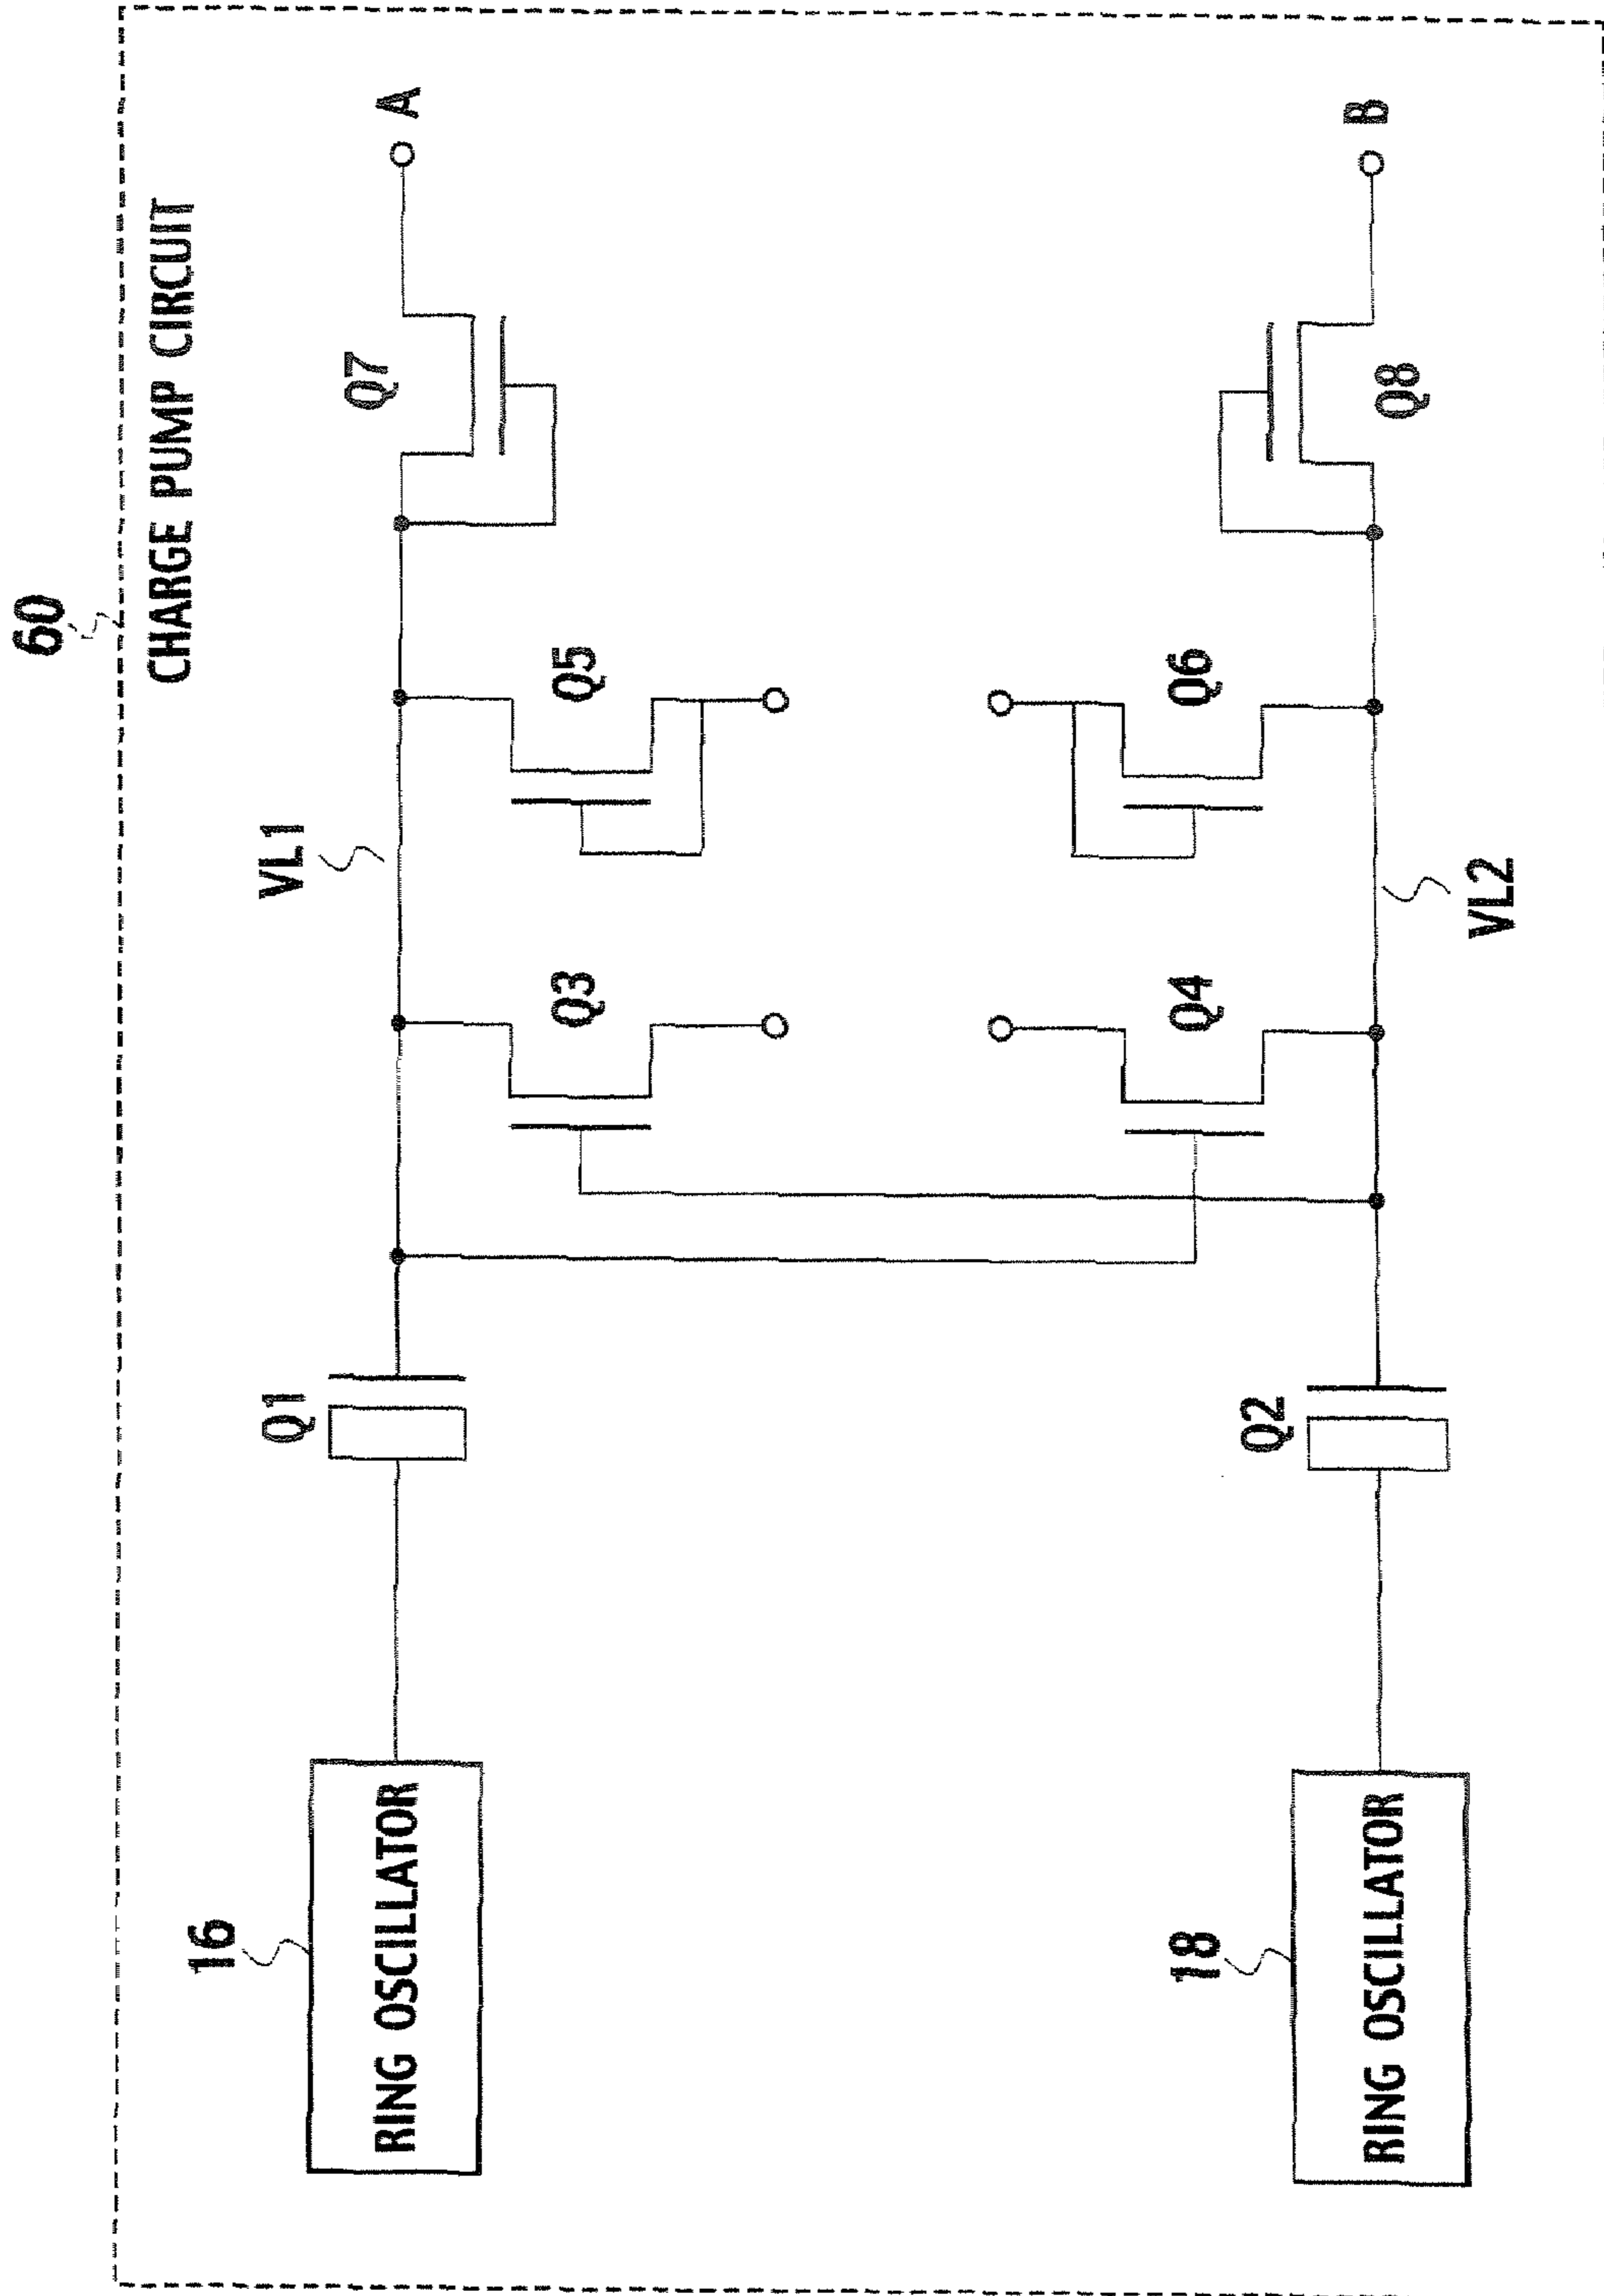 60
CHARGE PUMP CIRCUIT
16
RING OSCILLATOR
Q1
VL1
Q3
Q5
Q7
A
18
RING OSCILLATOR
Q2
VL2
Q4
Q6
Q8
B